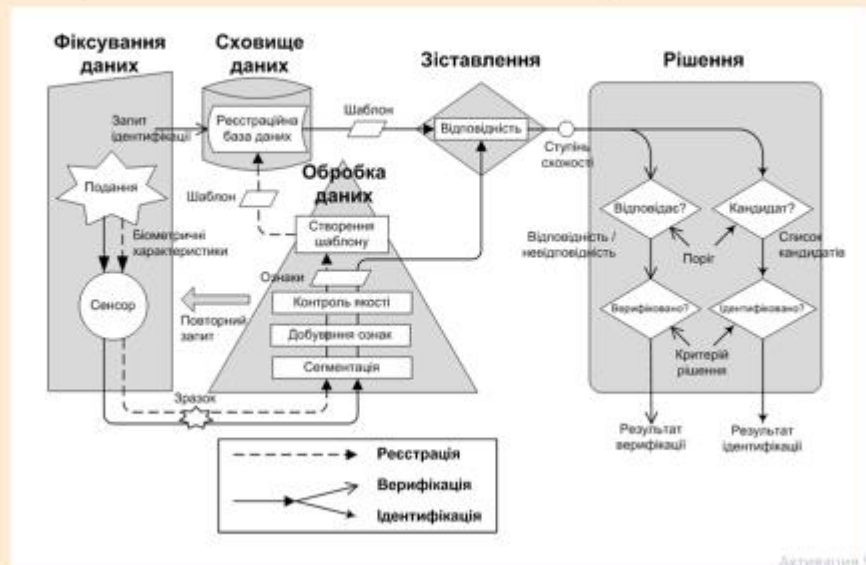 Фіксування
даних
Сховище
даних
Зіставлення
Рішення
Запит
ідентифікації
Реєстраційна
база даних
Шаблон
Відповідність
Ступінь
схожості
Подання
Шаблон
Обробка
даних
Створення
шаблону
Біометричні
характеристики
Ознаки
Сенсор
Контроль якості
Повторний
запит
Добування ознак
Сегментація
Зразок
Відповідає?
Кандидат?
Відповідність /
невідповідність
Поріг
Список
кандидатів
Верифіковано?
Ідентифіковано?
Критерій
рішення
Результат
верифікації
Результат
ідентифікації
Реєстрація
Верифікація
Ідентифікація
Активация